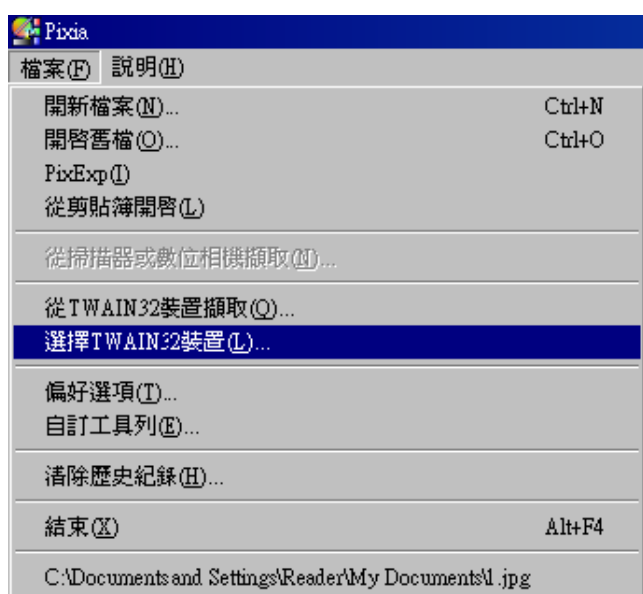 Pixia
檔案(F) 說明(H)
開新檔案(N)... Ctrl+N
開啓舊檔(O)... Ctrl+O
PixExp(I)
從剪貼簿開啓(L)
從掃描器或數位相機擷取(N)...
從TWAIN32裝置擷取(Q)...
選擇TWAIN32裝置(L)...
偏好選項(T)...
自訂工具列(E)...
清除歷史紀錄(H)...
結束(X) Alt+F4
C:\Documents and Settings\Reader\My Documents\1.jpg